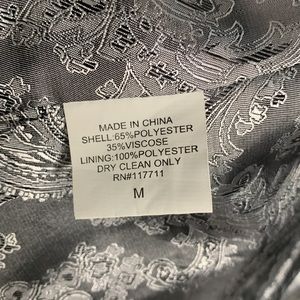 MADE IN CHINA
SHELL:65%POLYESTER
35%VISCOSE
LINING:100%POLYESTER
DRY CLEAN ONLY
RN#117711
M